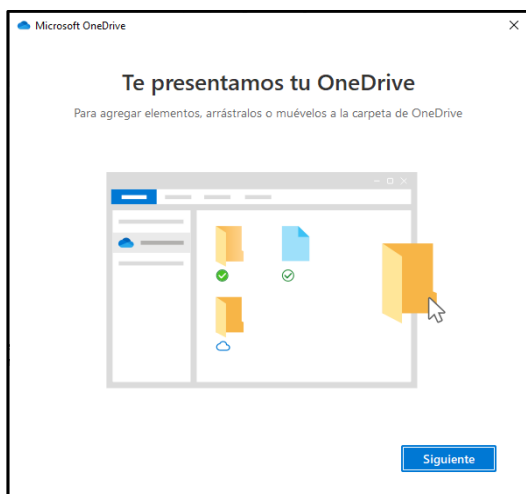 Microsoft OneDrive
Te presentamos tu OneDrive
Para agregar elementos, arrástralos o muévelos a la carpeta de OneDrive
Siguiente